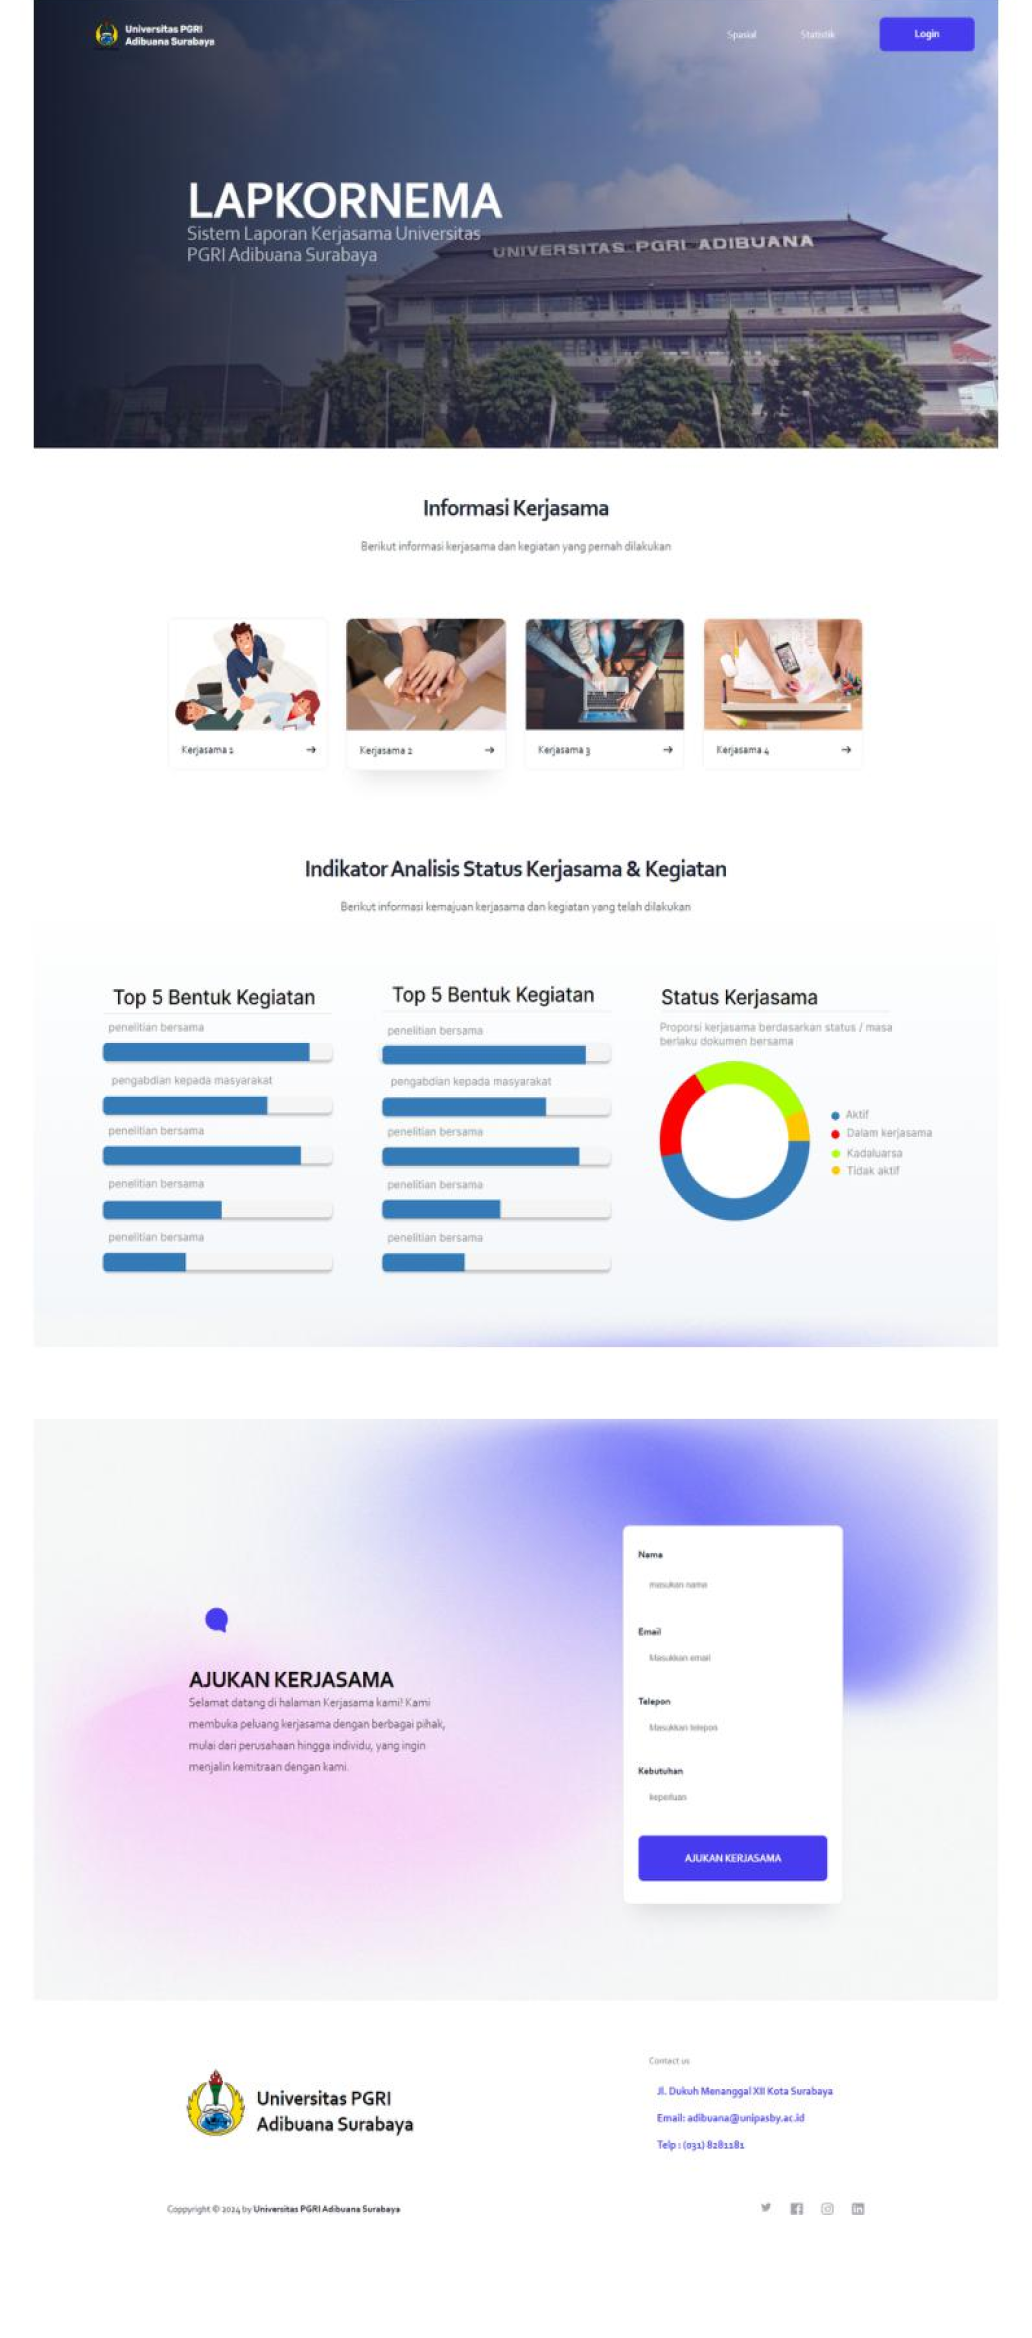 Universitas PGRI
Adibuana Surabaya
Spasial
Statistik
Login
LAPKORNEMA
Sistem Laporan Kerjasama Universitas
PGRI Adibuana Surabaya
UNIVERSITAS PGRI ADIBUANA
Informasi Kerjasama
Berikut informasi kerjasama dan kegiatan yang pernah dilakukan
Kerjasama 1
Kerjasama 2
Kerjasama 3
Kerjasama 4
Indikator Analisis Status Kerjasama & Kegiatan
Berikut informasi kemajuan kerjasama dan kegiatan yang telah dilakukan
Top 5 Bentuk Kegiatan
penelitian bersama
pengabdian kepada masyarakat
penelitian bersama
penelitian bersama
penelitian bersama
Top 5 Bentuk Kegiatan
penelitian bersama
pengabdian kepada masyarakat
penelitian bersama
penelitian bersama
penelitian bersama
Status Kerjasama
Proporsi kerjasama berdasarkan status / masa
berlaku dokumen bersama
Aktif
Dalam kerjasama
Kadaluarsa
Tidak aktif
AJUKAN KERJASAMA
Selamat datang di halaman Kerjasama kami! Kami
membuka peluang kerjasama dengan berbagai pihak,
mulai dari perusahaan hingga individu, yang ingin
menjalin kemitraan dengan kami.
Nama
masukan nama
Email
Masukkan email
Telepon
Masukkan telepon
Kebutuhan
keperluan
AJUKAN KERJASAMA
Universitas PGRI
Adibuana Surabaya
Contact us
Jl. Dukuh Menanggal XII Kota Surabaya
Email: adibuana@unipasby.ac.id
Telp : (031) 8281181
Coppyright © 2024 by Universitas PGRI Adibuana Surabaya